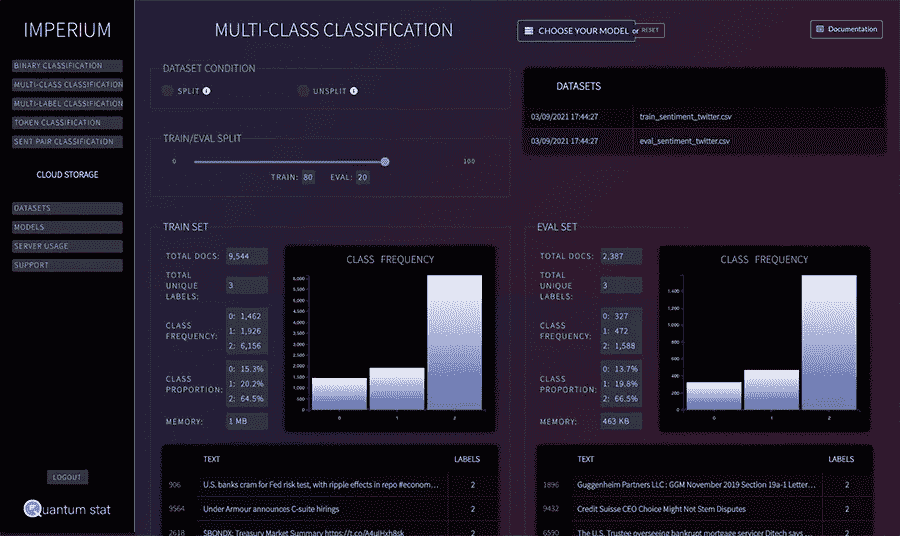 IMPERIUM
BINARY CLASSIFICATION
MULTI-CLASS CLASSIFICATION
MULTI-LABEL CLASSIFICATION
TOKEN CLASSIFICATION
SENT PAIR CLASSIFICATION
CLOUD STORAGE
DATASETS
MODELS
SERVER USAGE
SUPPORT
LOGOUT
Quantum stat
MULTI-CLASS CLASSIFICATION
CHOOSE YOUR MODEL or RESET
Documentation
DATASET CONDITION
SPLIT i UNSPLIT i
TRAIN/EVAL SPLIT
0 100
TRAIN: 80 EVAL: 20
DATASETS
03/09/2021 17:44:27 train_sentiment_twitter.csv
03/09/2021 17:44:27 eval_sentiment_twitter.csv
TRAIN SET
TOTAL DOCS: 9,544
TOTAL
UNIQUE
LABELS:
3
CLASS
FREQUENCY:
0: 1,462
1: 1,926
2: 6,156
CLASS
PROPORTION:
0: 15.3%
1: 20.2%
2: 64.5%
MEMORY: 1 MB
CLASS FREQUENCY
6,000
5,500
5,000
4,500
4,000
3,500
3,000
2,500
2,000
1,500
1,000
500
0
0 1 2
TEXT LABELS
906 U.S. banks cram for Fed risk test, with ripple effects in repo #econom... 2
9564 Under Armour announces C-suite hirings 2
2618 $BONDX: Treasury Market Summary 2
EVAL SET
TOTAL DOCS: 2,387
TOTAL
UNIQUE
LABELS:
3
CLASS
FREQUENCY:
0: 327
1: 472
2: 1,588
CLASS
PROPORTION:
0: 13.7%
1: 19.8%
2: 66.5%
MEMORY: 463 KB
CLASS FREQUENCY
1,400
1,200
1,000
800
600
400
200
0
0 1 2
TEXT LABELS
1896 Guggenheim Partners LLC : GGM November 2019 Section 19a-1 Letter... 2
9432 Credit Suisse CEO Choice Might Not Stem Disputes 2
6590 The U.S. Trustee overseeing bankrupt mortgage servicer Ditech says ... 2